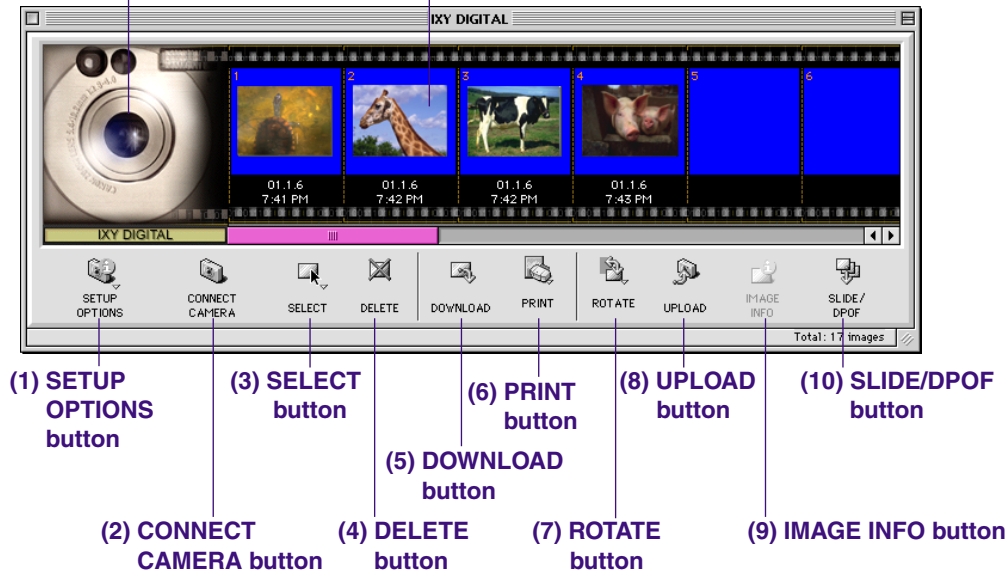 IXY DIGITAL
1 2 3 4 5 6
01.1.6 01.1.6 01.1.6 01.1.6
7:41 PM 7:42 PM 7:42 PM 7:43 PM
IXY DIGITAL
SETUP OPTIONS
CONNECT CAMERA
SELECT
DELETE
DOWNLOAD
PRINT
ROTATE
UPLOAD
IMAGE INFO
SLIDE/ DPOF
Total: 17 images
(1) SETUP
OPTIONS
button
(3) SELECT
button
(6) PRINT
button
(8) UPLOAD
button
(10) SLIDE/DPOF
button
(5) DOWNLOAD
button
(2) CONNECT
CAMERA button
(4) DELETE
button
(7) ROTATE
button
(9) IMAGE INFO button